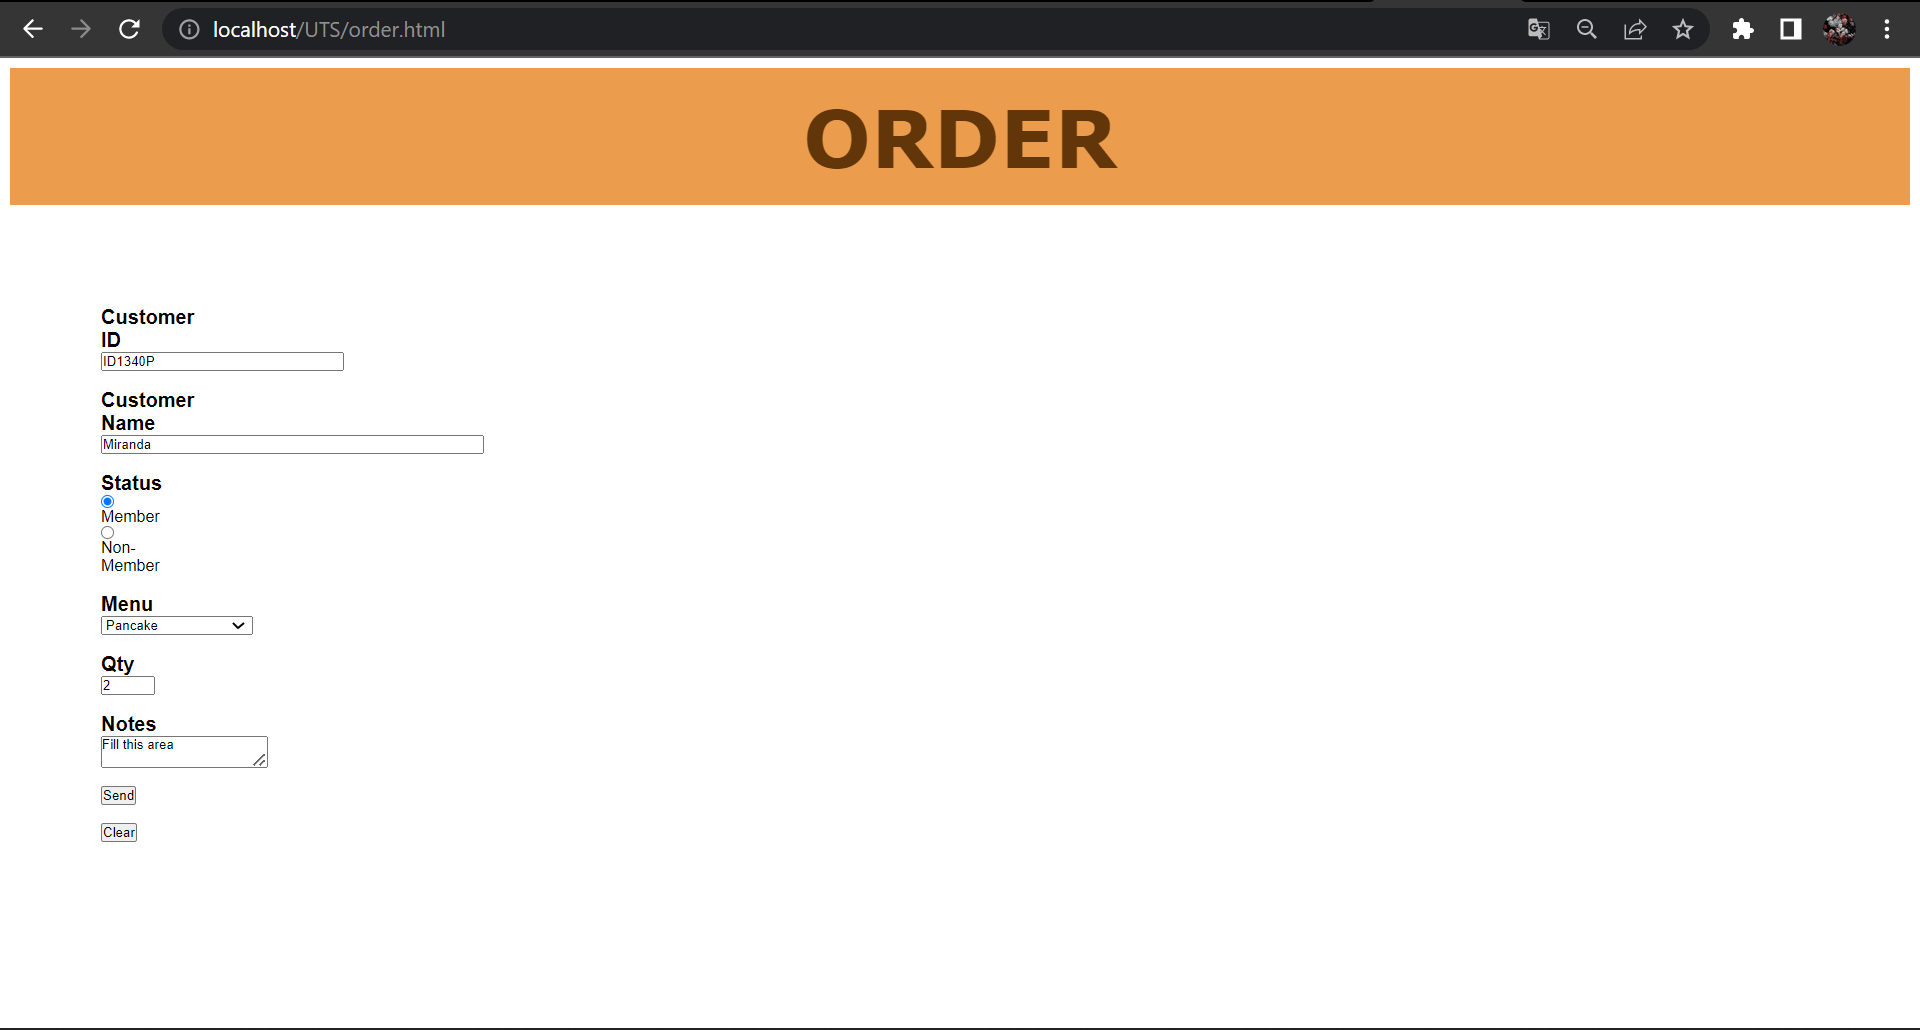 localhost/UTS/order.html
ORDER
Customer
ID
ID1340P
Customer
Name
Miranda
Status
Member
Non-
Member
Menu
Pancake
Qty
2
Notes
Fill this area
Send
Clear